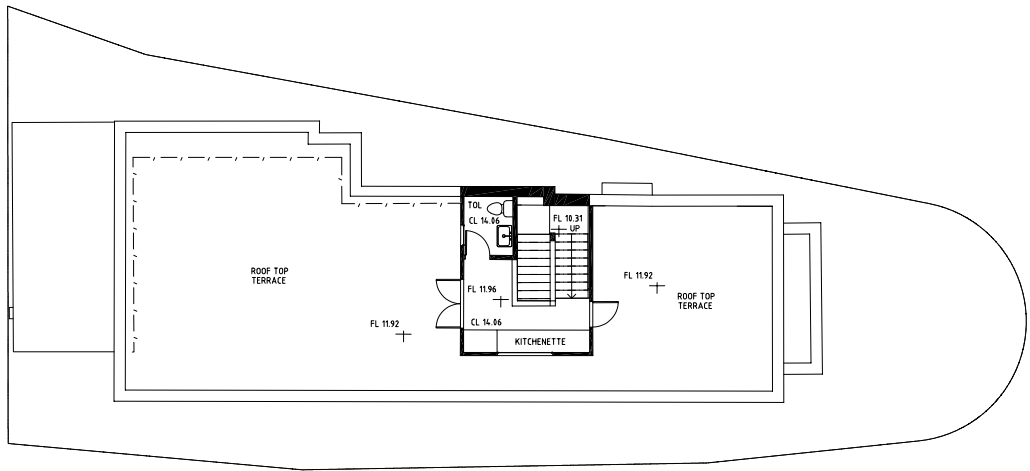 TOL
CL 14.06
FL 10.31
UP
ROOF TOP
TERRACE
FL 11.92
FL 11.96
ROOF TOP
TERRACE
FL 11.92
CL 14.06
KITCHENETTE